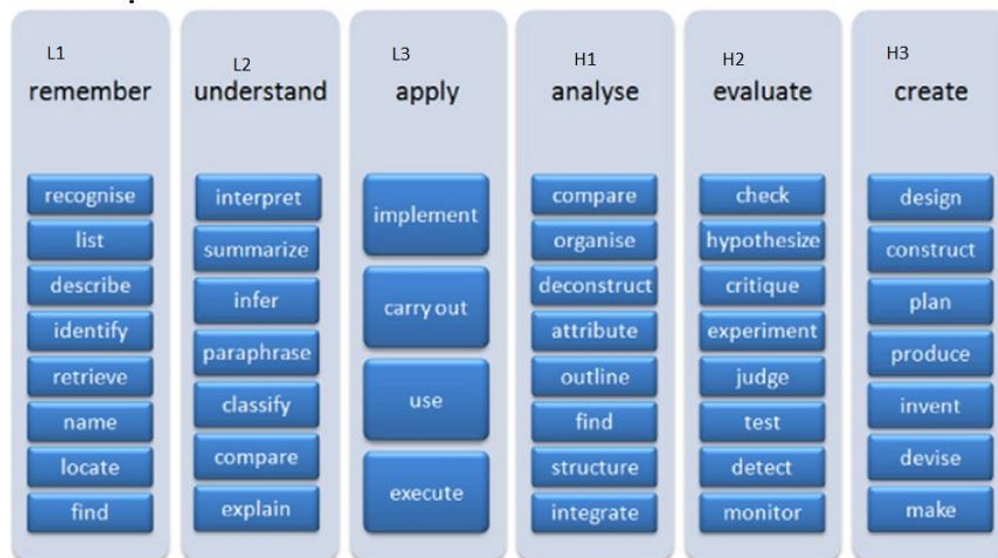 L1
remember
recognise
list
describe
identify
retrieve
name
locate
find
L2
understand
interpret
summarize
infer
paraphrase
classify
compare
explain
L3
apply
implement
carry out
use
execute
H1
analyse
compare
organise
deconstruct
attribute
outline
find
structure
integrate
H2
evaluate
check
hypothesize
critique
experiment
judge
test
detect
monitor
H3
create
design
construct
plan
produce
invent
devise
make